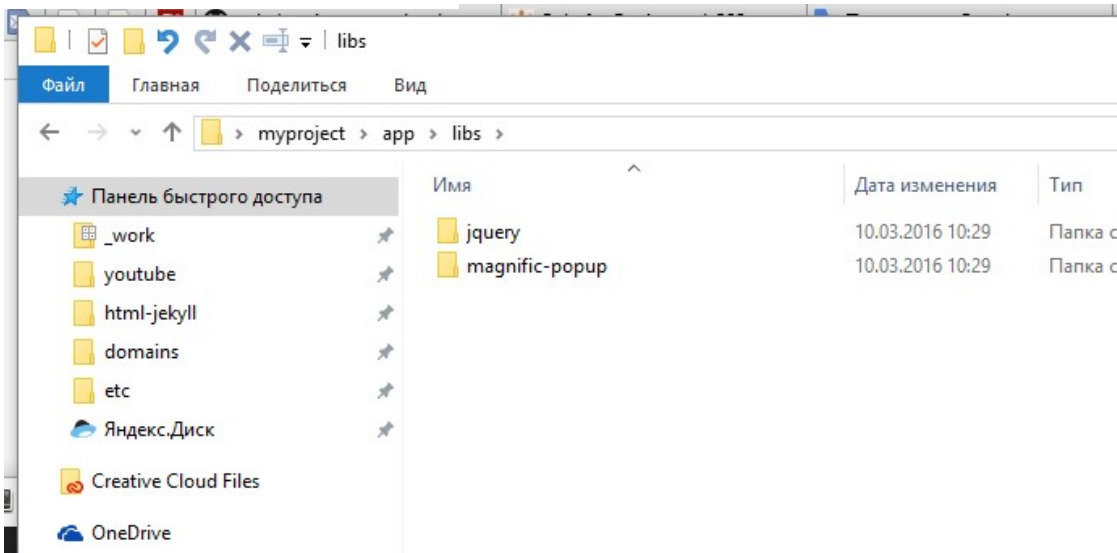 libs
Файл Главная Поделиться Вид
myproject › app › libs ›
Имя Дата изменения Тип
Панель быстрого доступа
_work
youtube
html-jekyll
domains
etc
Яндекс.Диск
Creative Cloud Files
OneDrive
jquery 10.03.2016 10:29 Папка с
magnific-popup 10.03.2016 10:29 Папка с